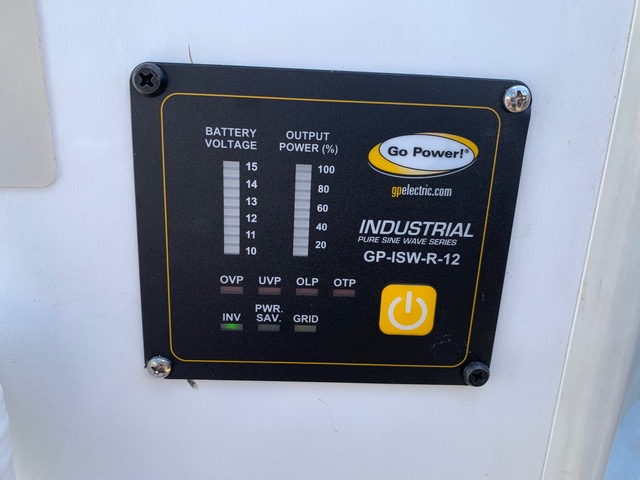 BATTERY
VOLTAGE
15
14
13
12
11
10
OUTPUT
POWER (%)
100
80
60
40
20
Go Power!®
gpelectric.com
INDUSTRIAL
PURE SINE WAVE SERIES
GP-ISW-R-12
OVP UVP OLP OTP
INV PWR. SAV. GRID